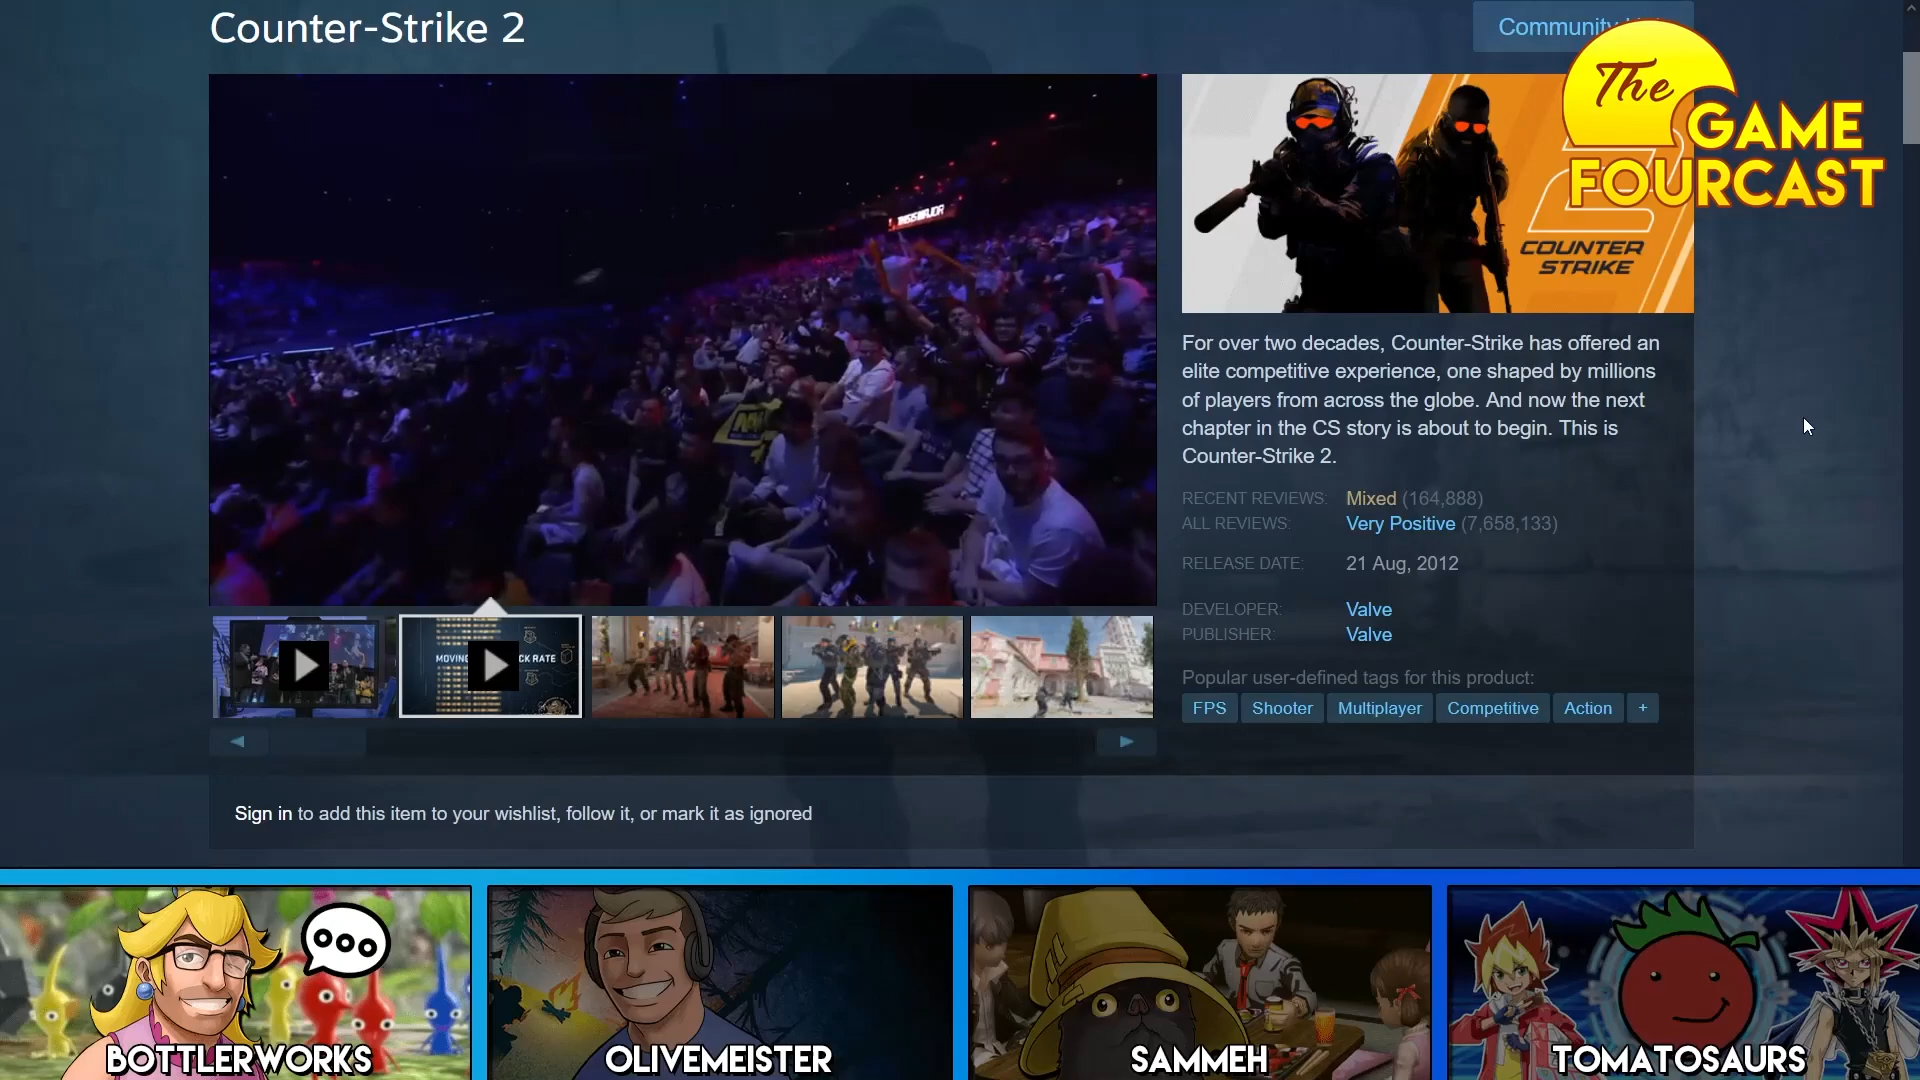 Counter-Strike 2
Community
The
GAME
FOURCAST
2
COUNTER
STRIKE
For over two decades, Counter-Strike has offered an
elite competitive experience, one shaped by millions
of players from across the globe. And now the next
chapter in the CS story is about to begin. This is
Counter-Strike 2.
RECENT REVIEWS: Mixed (164,888)
ALL REVIEWS: Very Positive (7,658,133)
RELEASE DATE: 21 Aug, 2012
DEVELOPER: Valve
PUBLISHER: Valve
MOVING CK RATE
Popular user-defined tags for this product:
FPS Shooter Multiplayer Competitive Action +
Sign in to add this item to your wishlist, follow it, or mark it as ignored
BOTTLERWORKS
OLIVEMEISTER
SAMMEH
TOMATOSAURS